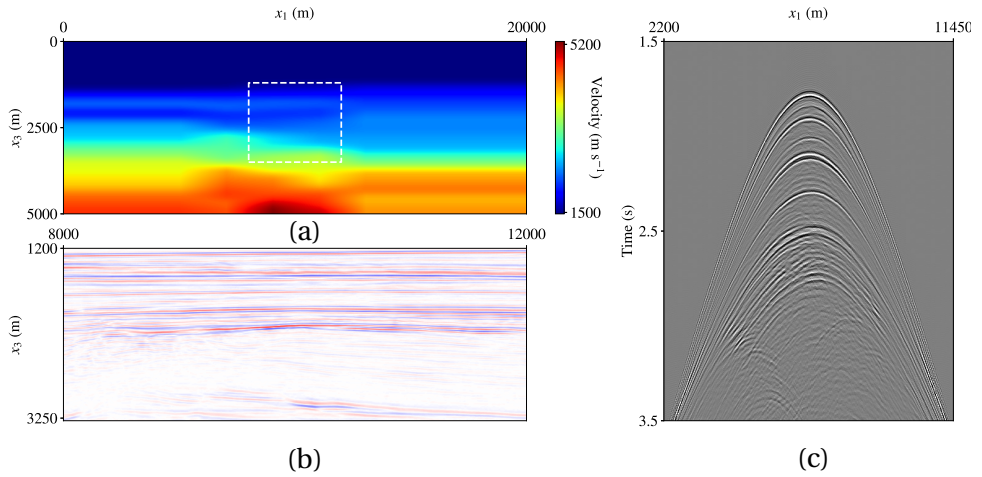 x₁ (m)
0 20000
0
2500
5000
x₃ (m)
5200
1500
Velocity (m s⁻¹)
(a)
8000 12000
1200
3250
x₃ (m)
(b)
x₁ (m)
2200 11450
1.5
2.5
3.5
Time (s)
(c)